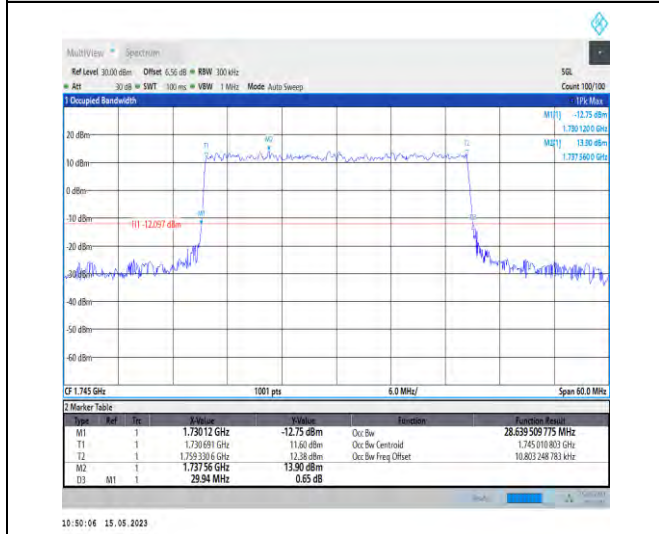 MultiView Spectrum
Ref Level 30.00 dBm Offset 6.56 dB RBW 300 kHz SGL
Att 30 dB SWT 100 ms VBW 1 MHz Mode Auto Sweep Count 100/100
1 Occupied Bandwidth 1Pk Max
M1[1] -12.75 dBm
1.730 120 0 GHz
20 dBm M2[1] 13.90 dBm
1.737 560 0 GHz
T1 M2 T2
10 dBm
0 dBm
M1
-10 dBm
H1 -12.097 dBm
-20 dBm
-30 dBm
-40 dBm
-50 dBm
-60 dBm
CF 1.745 GHz 1001 pts 6.0 MHz/ Span 60.0 MHz
2 Marker Table
Type Ref Trc X-Value Y-Value Function Function Result
M1 1 1.730 12 GHz -12.75 dBm Occ Bw 28.639 509 775 MHz
T1 1 1.730 691 GHz 11.60 dBm Occ Bw Centroid 1.745 010 803 GHz
T2 1 1.759 330 6 GHz 12.38 dBm Occ Bw Freq Offset 10.803 248 783 kHz
M2 1 1.737 56 GHz 13.90 dBm
D3 M1 1 29.94 MHz 0.65 dB
10:50:06 15.05.2023